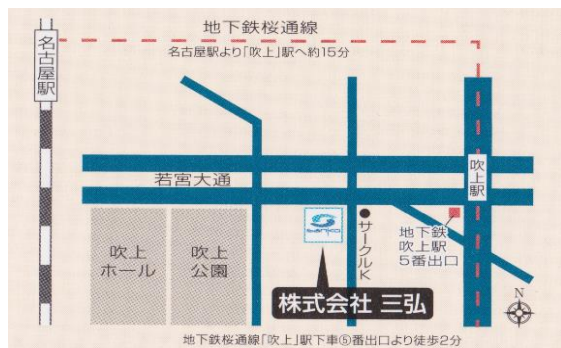 地下鉄桜通線
名古屋駅より「吹上」駅へ約15分
名古屋駅
若宮大通
吹上駅
吹上
ホール
吹上
公園
sanko
サークルK
地下鉄
吹上駅
5番出口
株式会社 三弘
N
地下鉄桜通線「吹上」駅下車⑤番出口より徒歩2分